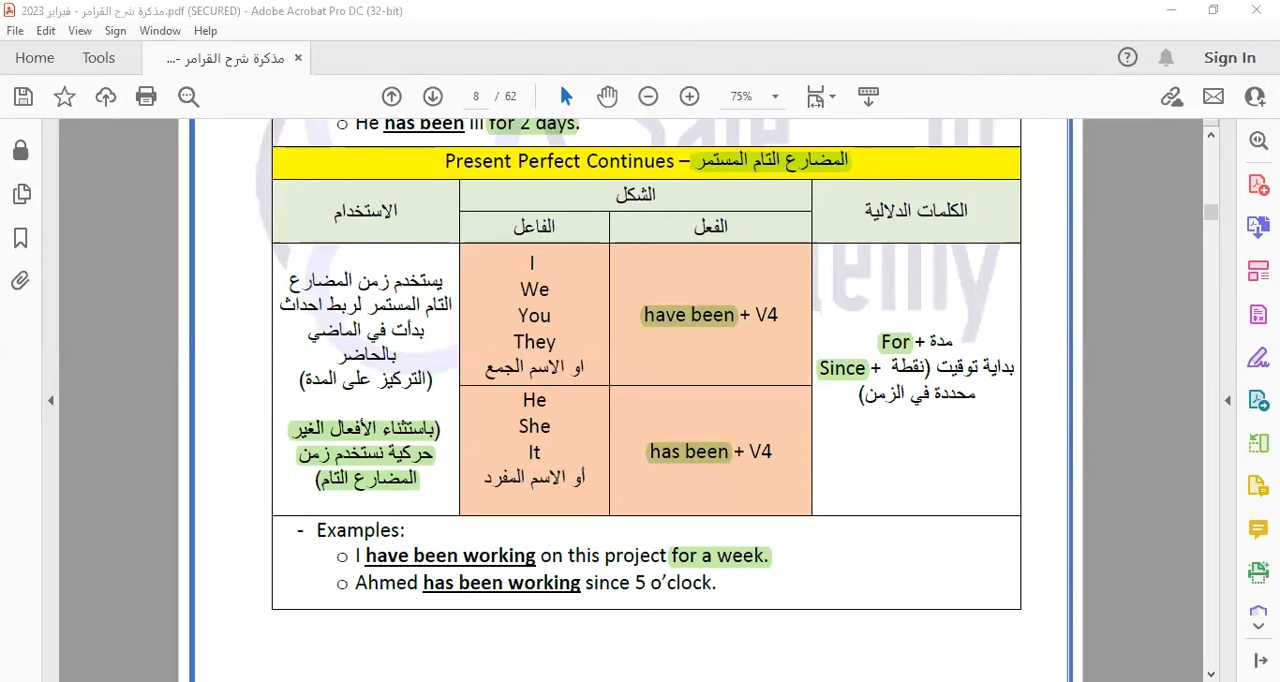 مذكرة شرح القرامر - فبراير 2023.pdf (SECURED) - Adobe Acrobat Pro DC (32-bit)
File Edit View Sign Window Help
Home Tools مذكرة شرح القرامر -... × Sign In
8 / 62 75%
He has been ill for 2 days.
Present Perfect Continues – المضارع التام المستمر
الاستخدام
الشكل
الكلمات الدلالية
الفاعل
الفعل
يستخدم زمن المضارع
التام المستمر لربط احداث
بدأت في الماضي
بالحاضر
(التركيز على المدة)
(باستثناء الأفعال الغير
حركية نستخدم زمن
المضارع التام)
I
We
You
They
او الاسم الجمع
have been + V4
He
She
It
أو الاسم المفرد
has been + V4
For + مدة
Since + بداية توقيت (نقطة
محددة في الزمن)
- Examples:
o I have been working on this project for a week.
o Ahmed has been working since 5 o’clock.